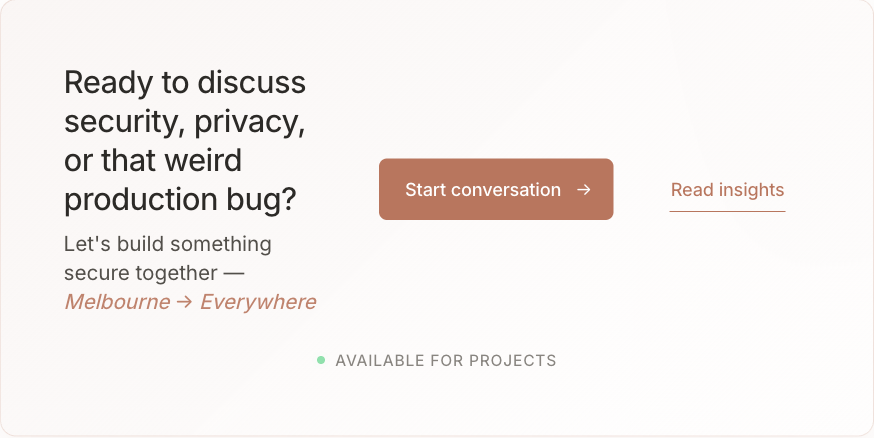 Ready to discuss
security, privacy,
or that weird
production bug?
Let's build something
secure together —
Melbourne → Everywhere
Start conversation →
Read insights
AVAILABLE FOR PROJECTS